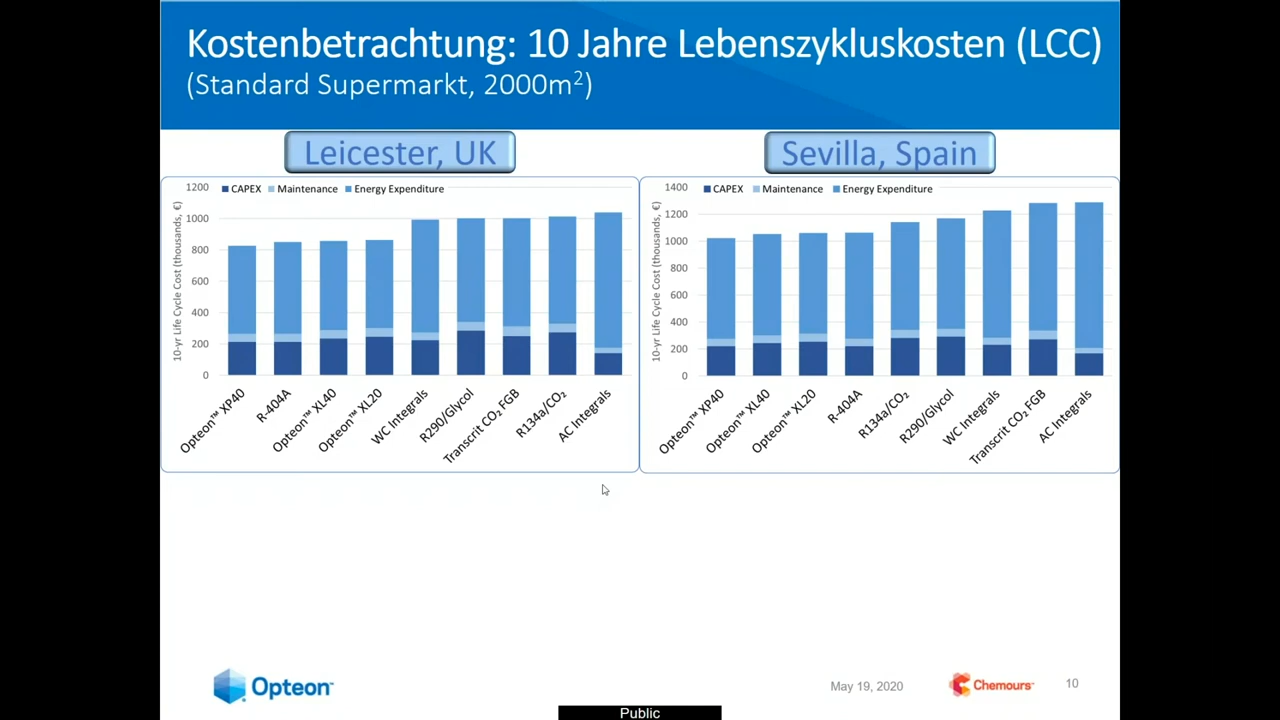 Kostenbetrachtung: 10 Jahre Lebenszykluskosten (LCC)
(Standard Supermarkt, 2000m²)
Leicester, UK
CAPEX Maintenance Energy Expenditure
10-yr Life Cycle Cost (thousands, €)
1200
1000
800
600
400
200
0
Opteon™ XP40
R-404A
Opteon™ XL40
Opteon™ XL20
WC Integrals
R290/Glycol
Transcrit CO₂ FGB
R134a/CO₂
AC Integrals
Sevilla, Spain
CAPEX Maintenance Energy Expenditure
10-yr Life Cycle Cost (thousands, €)
1400
1200
1000
800
600
400
200
0
Opteon™ XP40
Opteon™ XL40
Opteon™ XL20
R-404A
R134a/CO₂
R290/Glycol
WC Integrals
Transcrit CO₂ FGB
AC Integrals
Opteon™
May 19, 2020
Chemours™
10
Public